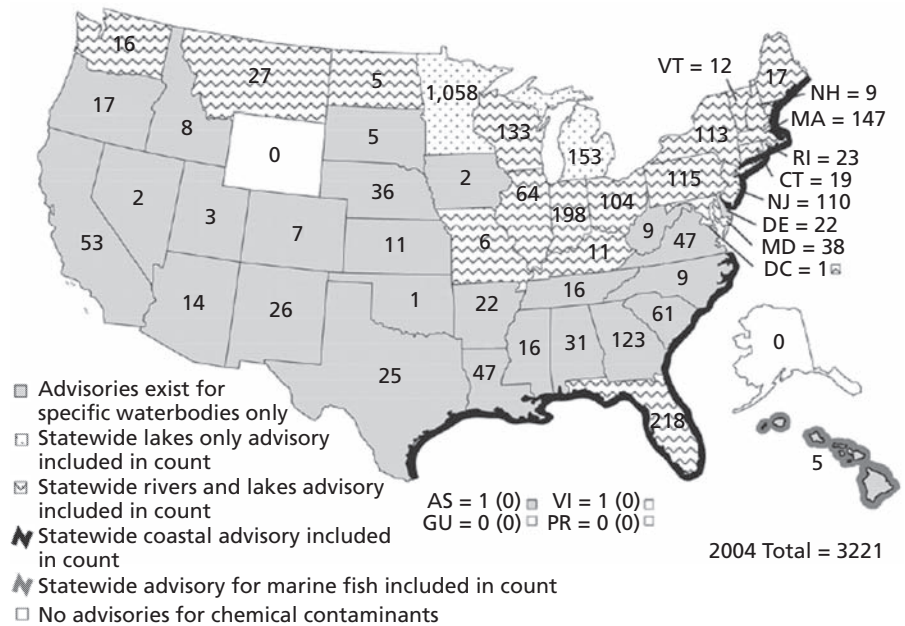 16
27
5
1,058
VT = 12
17
NH = 9
MA = 147
17
8
0
5
133
153
113
RI = 23
CT = 19
NJ = 110
DE = 22
MD = 38
DC = 1
2
3
7
36
2
64
198
104
115
53
11
6
11
9
47
14
26
1
22
16
9
61
25
47
16
31
123
218
0
5
Advisories exist for
specific waterbodies only
Statewide lakes only advisory
included in count
Statewide rivers and lakes advisory
included in count
Statewide coastal advisory included
in count
Statewide advisory for marine fish included in count
No advisories for chemical contaminants
AS = 1 (0) VI = 1 (0)
GU = 0 (0) PR = 0 (0)
2004 Total = 3221